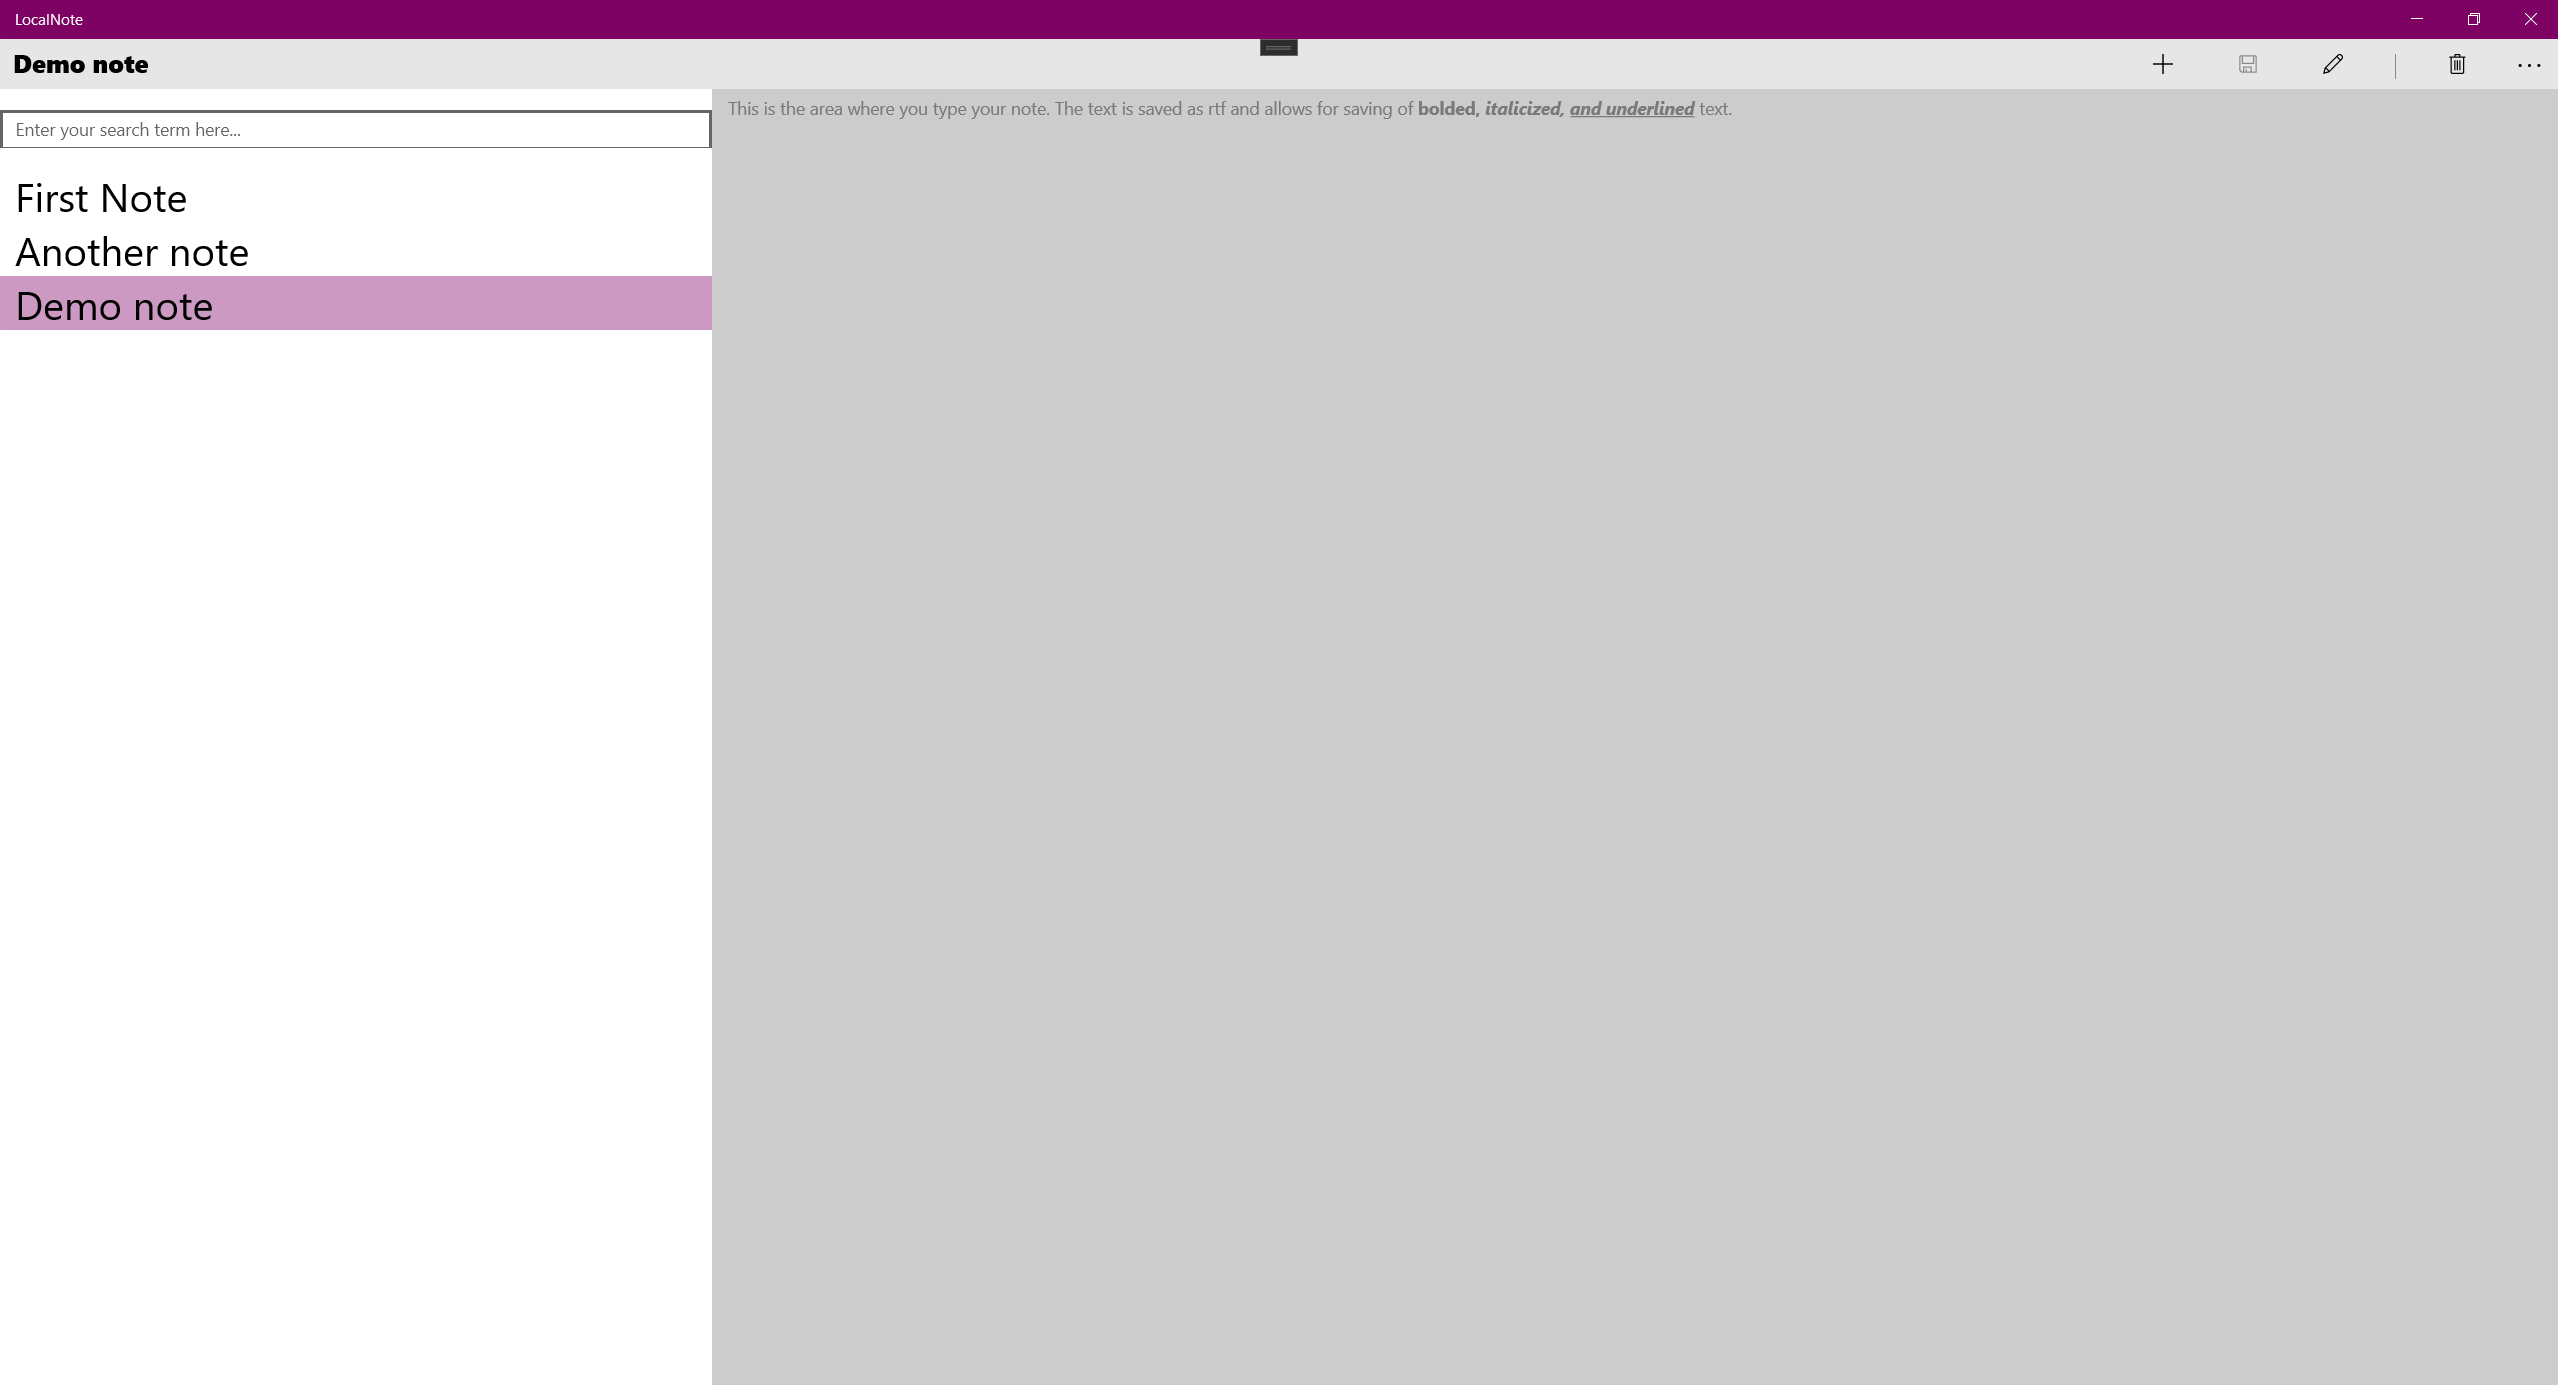 LocalNote
Demo note
Enter your search term here...
First Note
Another note
Demo note
This is the area where you type your note. The text is saved as rtf and allows for saving of bolded, italicized, and underlined text.